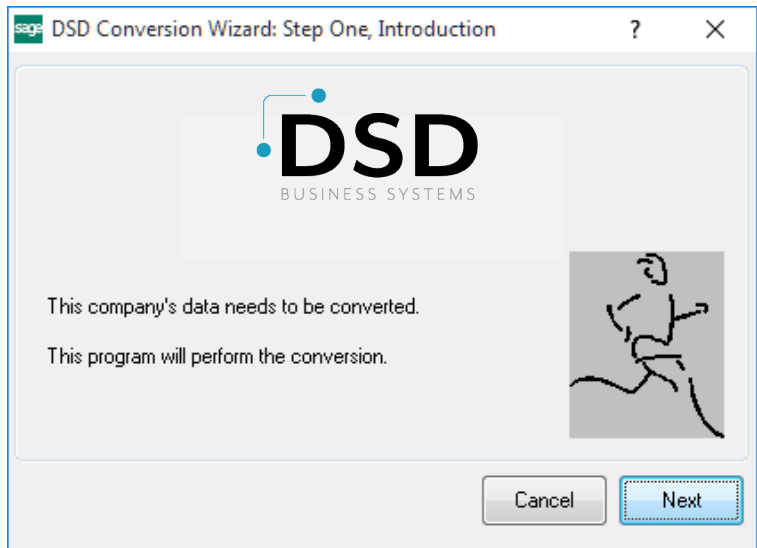 sage DSD Conversion Wizard: Step One, Introduction ? X
DSD
BUSINESS SYSTEMS
This company's data needs to be converted.
This program will perform the conversion.
Cancel Next